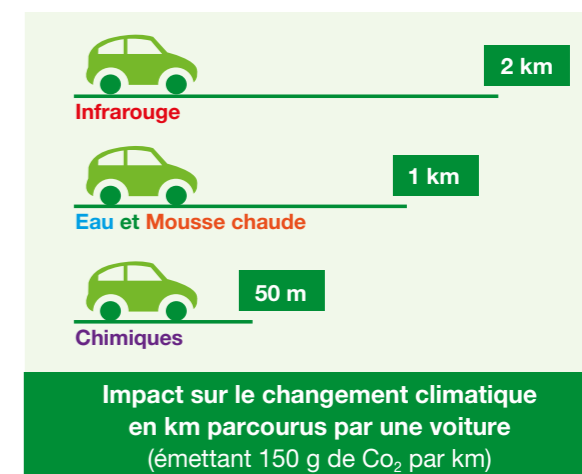 2 km
Infrarouge
1 km
Eau et Mousse chaude
50 m
Chimiques
Impact sur le changement climatique
en km parcourus par une voiture
(émettant 150 g de Co₂ par km)